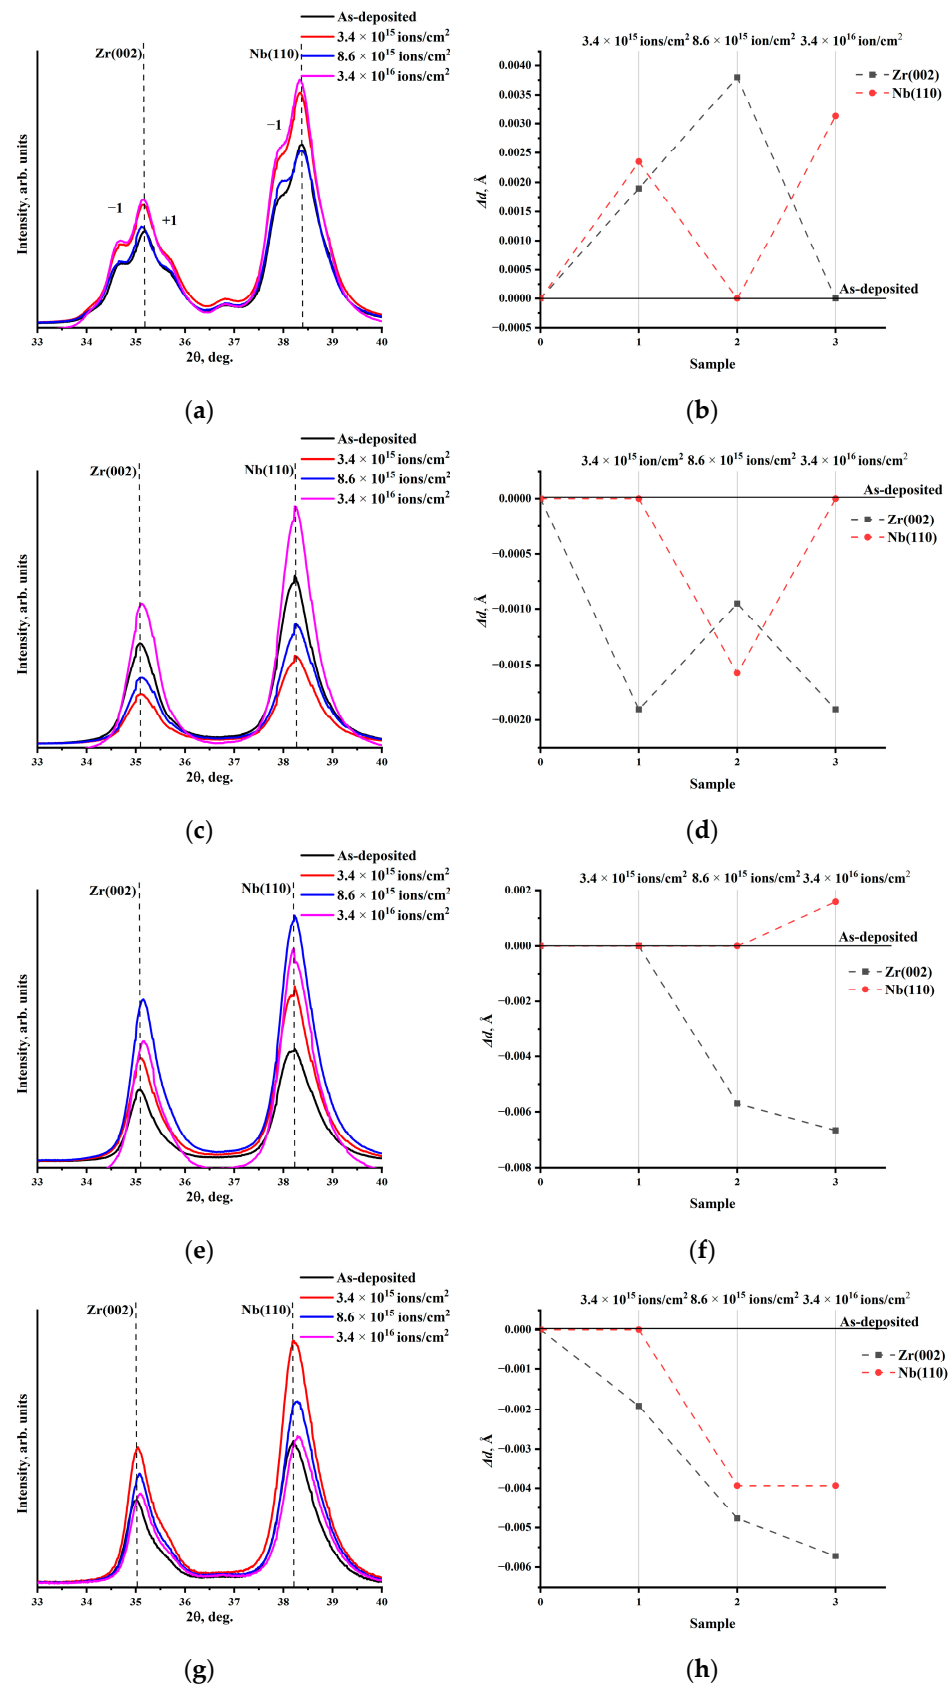 As-deposited
3.4 × 10¹⁵ ions/cm²
8.6 × 10¹⁵ ions/cm²
3.4 × 10¹⁶ ions/cm²
Zr(002)
Nb(110)
−1
+1
−1
Intensity, arb. units
33 34 35 36 37 38 39 40
2θ, deg.
(a)
3.4 × 10¹⁵ ions/cm² 8.6 × 10¹⁵ ion/cm² 3.4 × 10¹⁶ ion/cm²
Zr(002)
Nb(110)
As-deposited
0.0040
0.0035
0.0030
0.0025
0.0020
0.0015
0.0010
0.0005
0.0000
−0.0005
Δd, Å
0 1 2 3
Sample
(b)
As-deposited
3.4 × 10¹⁵ ions/cm²
8.6 × 10¹⁵ ions/cm²
3.4 × 10¹⁶ ions/cm²
Zr(002)
Nb(110)
Intensity, arb. units
33 34 35 36 37 38 39 40
2θ, deg.
(c)
3.4 × 10¹⁵ ion/cm² 8.6 × 10¹⁵ ions/cm² 3.4 × 10¹⁶ ions/cm²
As-deposited
Zr(002)
Nb(110)
0.0000
−0.0005
−0.0010
−0.0015
−0.0020
Δd, Å
0 1 2 3
Sample
(d)
As-deposited
3.4 × 10¹⁵ ions/cm²
8.6 × 10¹⁵ ions/cm²
3.4 × 10¹⁶ ions/cm²
Zr(002)
Nb(110)
Intensity, arb. units
33 34 35 36 37 38 39 40
2θ, deg.
(e)
3.4 × 10¹⁵ ions/cm² 8.6 × 10¹⁵ ions/cm² 3.4 × 10¹⁶ ions/cm²
As-deposited
Zr(002)
Nb(110)
0.002
0.000
−0.002
−0.004
−0.006
−0.008
Δd, Å
0 1 2 3
Sample
(f)
As-deposited
3.4 × 10¹⁵ ions/cm²
8.6 × 10¹⁵ ions/cm²
3.4 × 10¹⁶ ions/cm²
Zr(002)
Nb(110)
Intensity, arb. units
33 34 35 36 37 38 39 40
2θ, deg.
(g)
3.4 × 10¹⁵ ions/cm² 8.6 × 10¹⁵ ions/cm² 3.4 × 10¹⁶ ions/cm²
As-deposited
Zr(002)
Nb(110)
0.000
−0.001
−0.002
−0.003
−0.004
−0.005
−0.006
Δd, Å
0 1 2 3
Sample
(h)